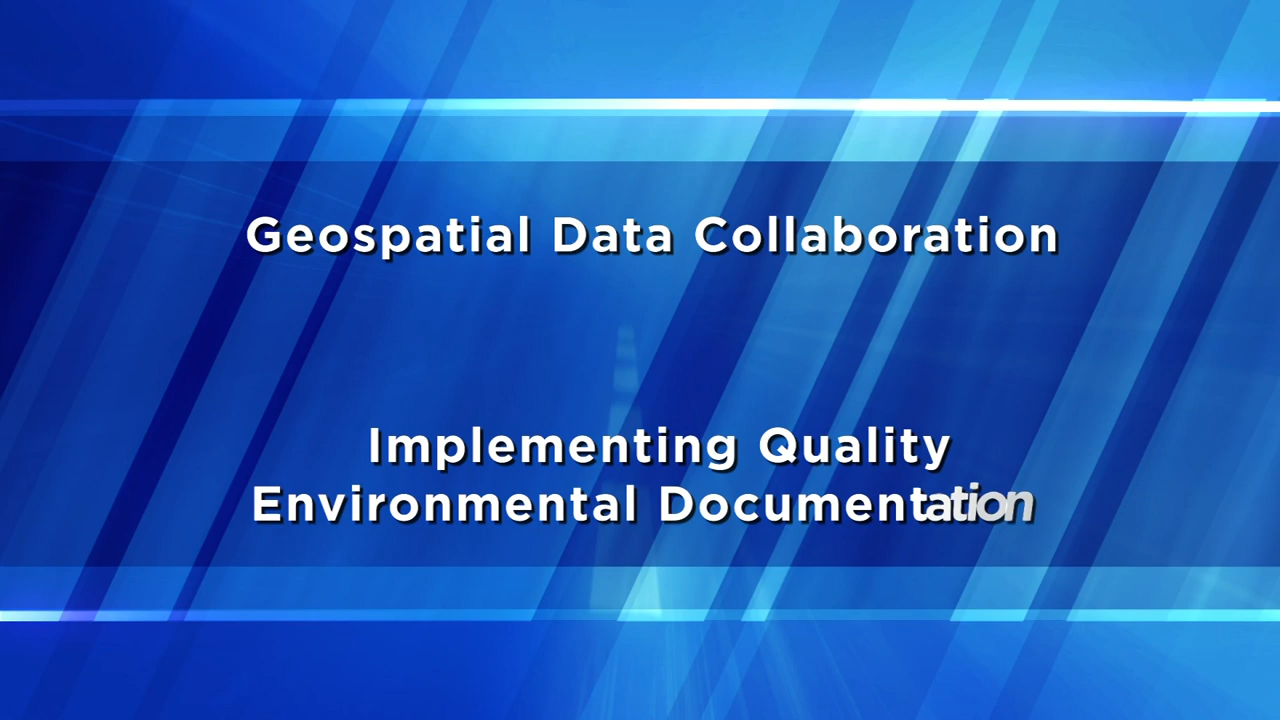 Geospatial Data Collaboration
Implementing Quality
Environmental Documentation